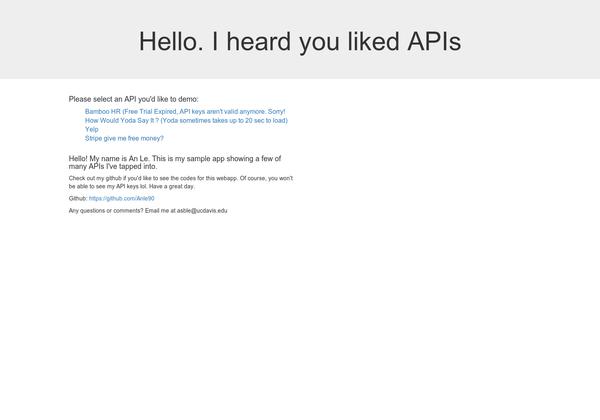 Hello. I heard you liked APIs
Please select an API you'd like to demo:
Bamboo HR (Free Trial Expired, API keys aren't valid anymore. Sorry!
How Would Yoda Say It ? (Yoda sometimes takes up to 20 sec to load)
Yelp
Stripe give me free money?
Hello! My name is An Le. This is my sample app showing a few of
many APIs I've tapped into.
Check out my github if you'd like to see the codes for this webapp. Of course, you won't
be able to see my API keys lol. Have a great day.
Github: https://github.com/Anle90
Any questions or comments? Email me at asble@ucdavis.edu